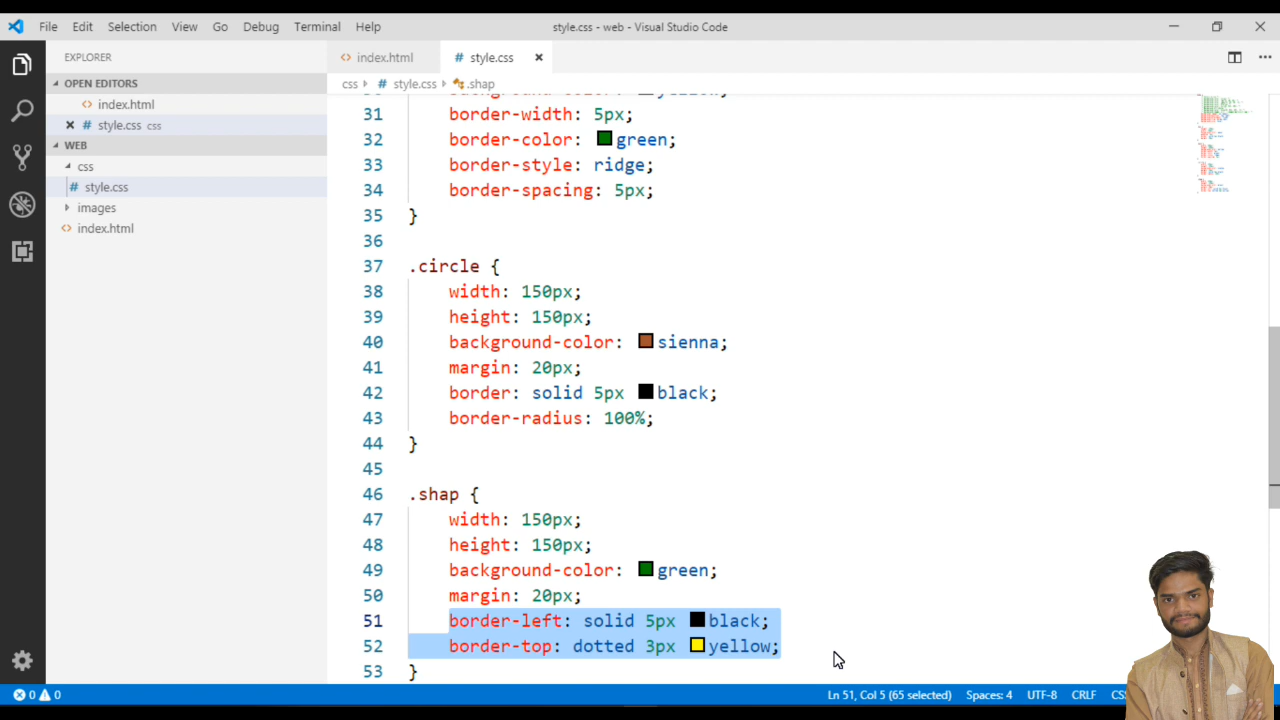 File Edit Selection View Go Debug Terminal Help
style.css - web - Visual Studio Code
EXPLORER
OPEN EDITORS
index.html
style.css css
WEB
css
style.css
images
index.html
index.html
style.css
css style.css .shap
30 background-color: yellow;
31 border-width: 5px;
32 border-color: green;
33 border-style: ridge;
34 border-spacing: 5px;
35 }
36
37 .circle {
38 width: 150px;
39 height: 150px;
40 background-color: sienna;
41 margin: 20px;
42 border: solid 5px black;
43 border-radius: 100%;
44 }
45
46 .shap {
47 width: 150px;
48 height: 150px;
49 background-color: green;
50 margin: 20px;
51 border-left: solid 5px black;
52 border-top: dotted 3px yellow;
53 }
0 0
Ln 51, Col 5 (65 selected) Spaces: 4 UTF-8 CRLF CSS